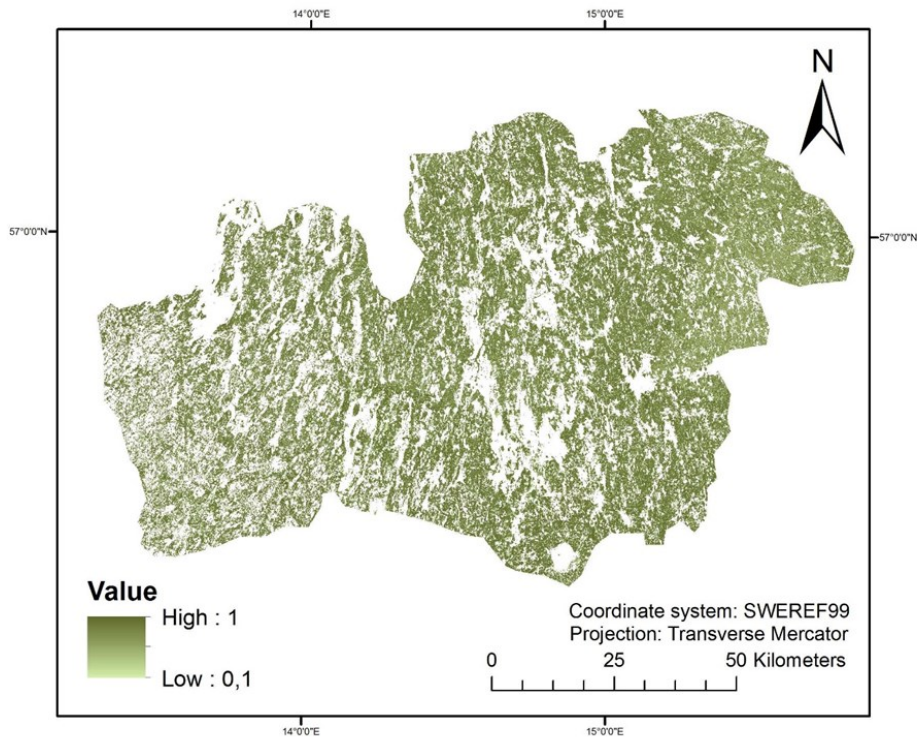 14°0'0"E 15°0'0"E
N
57°0'0"N 57°0'0"N
Value
High : 1
Low : 0,1
Coordinate system: SWEREF99
Projection: Transverse Mercator
0 25 50 Kilometers
14°0'0"E 15°0'0"E